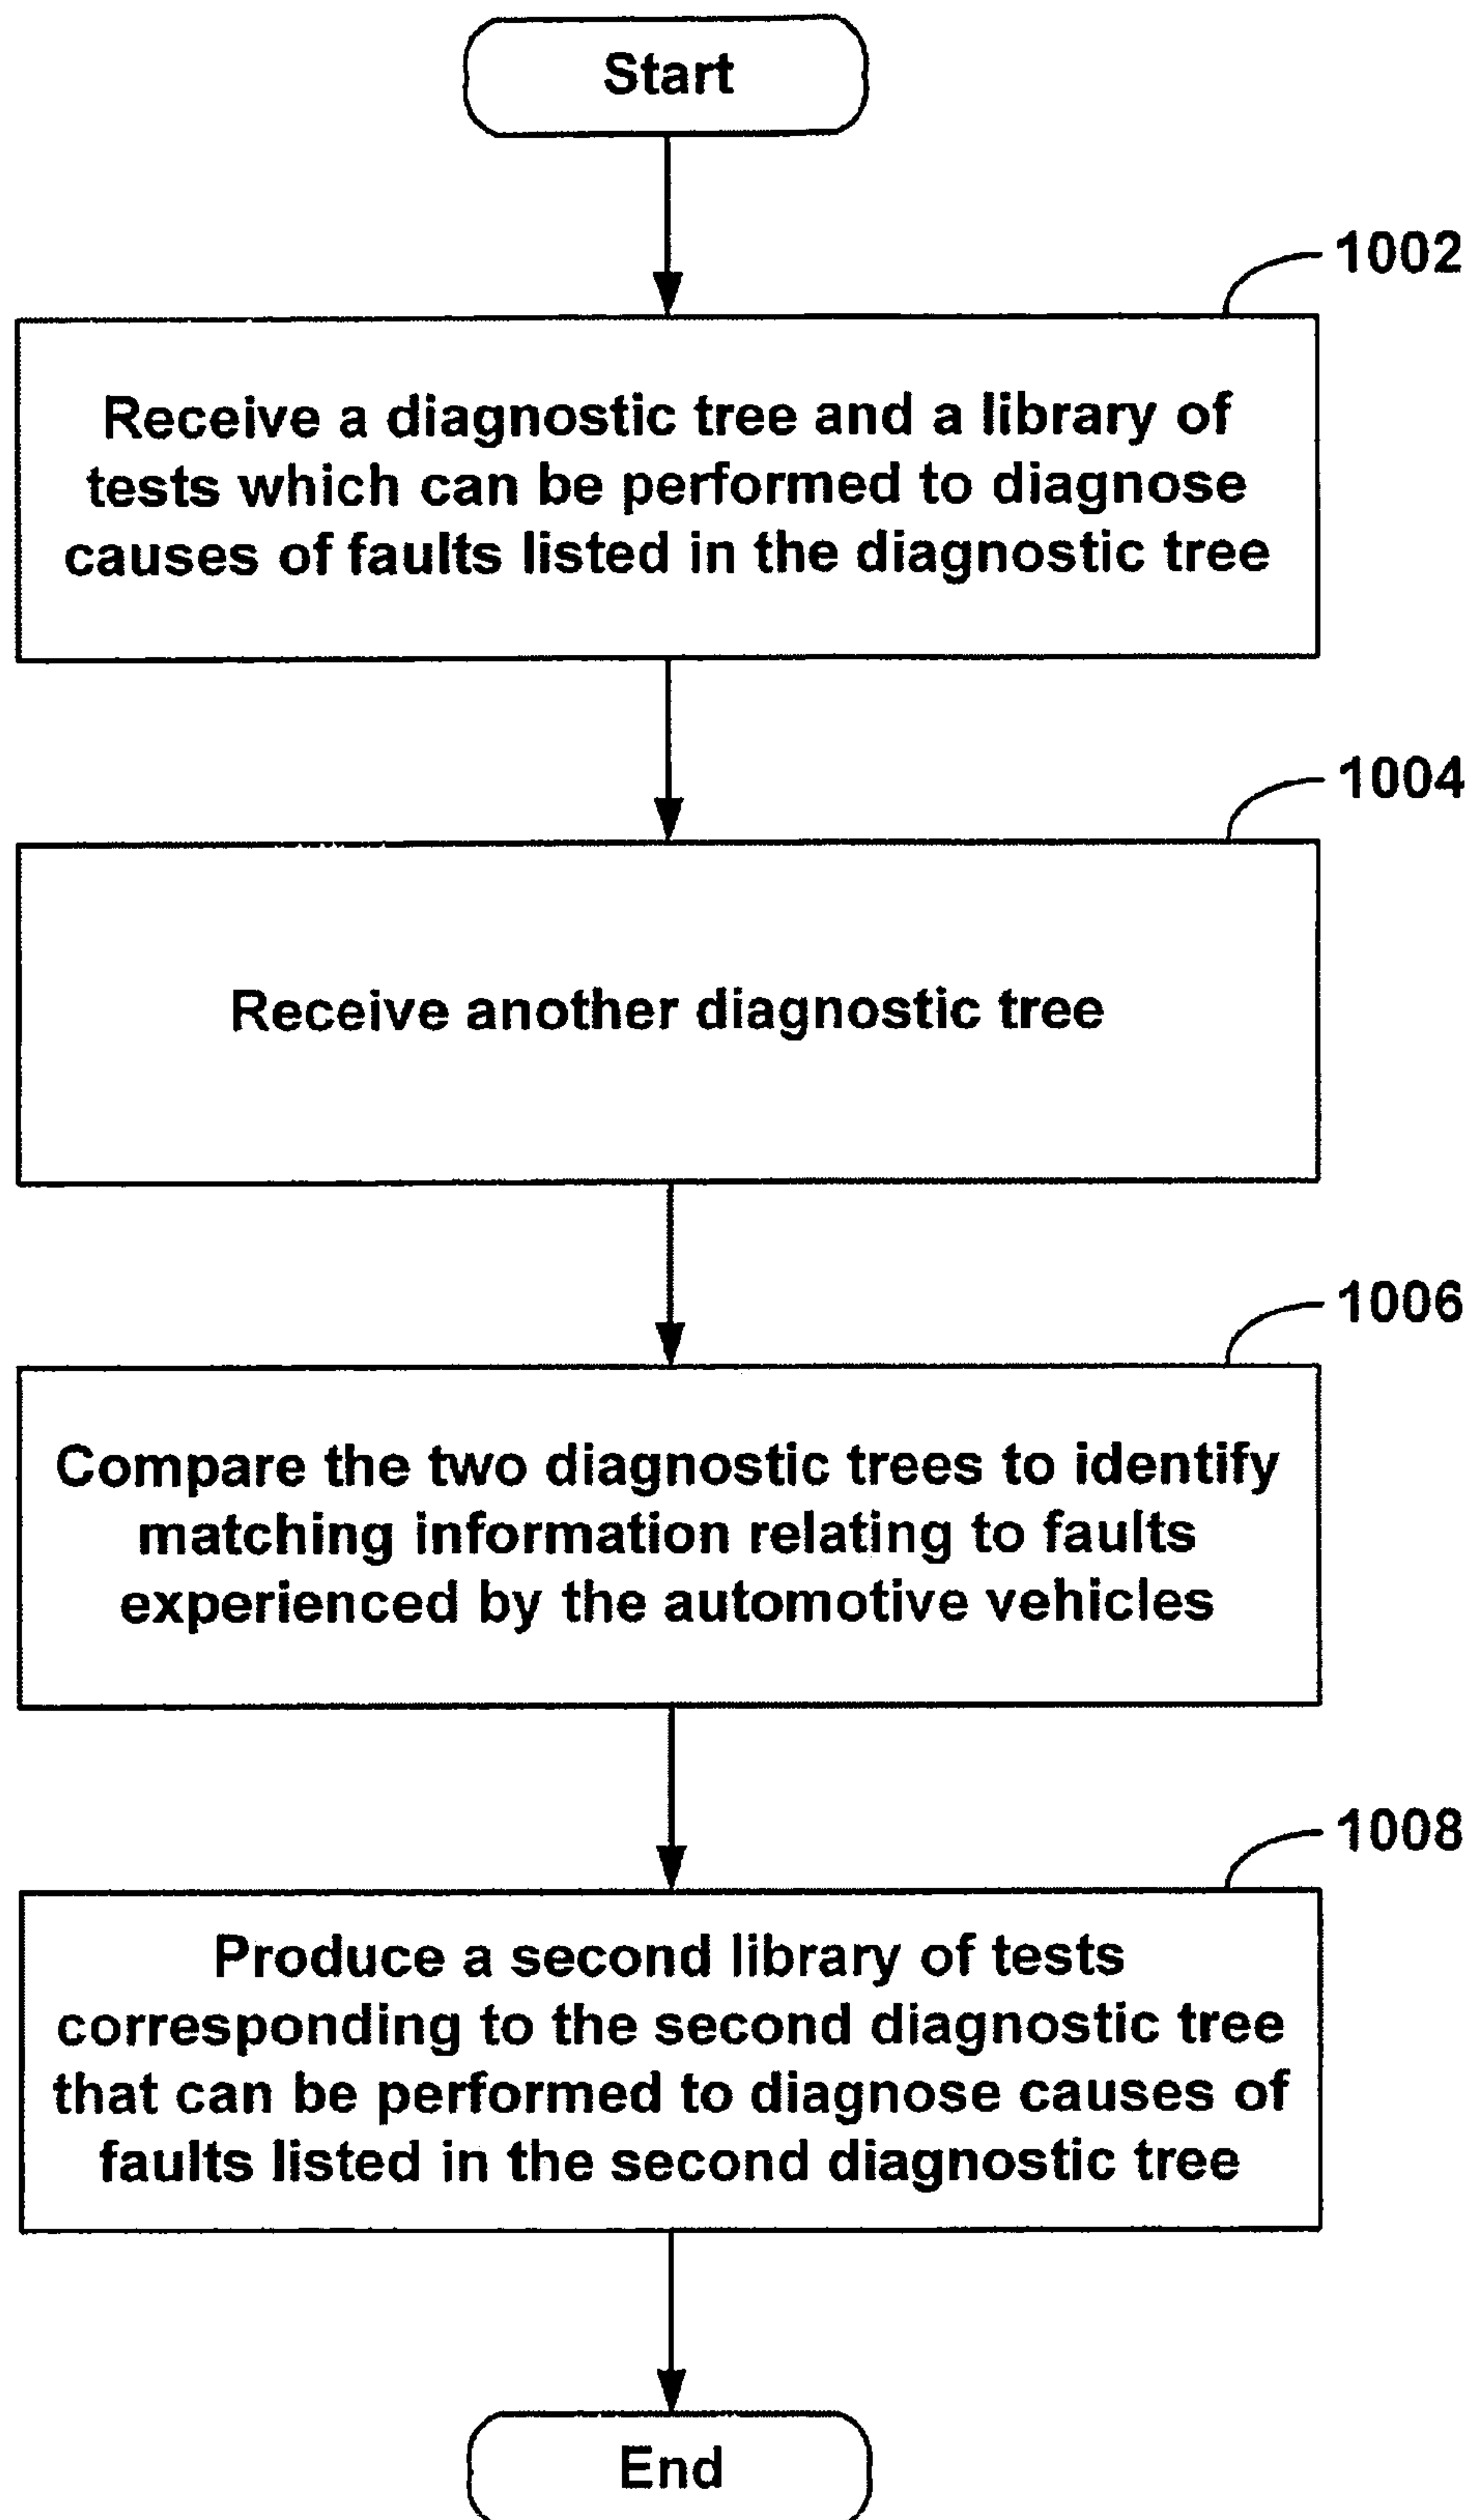 Start
1002
Receive a diagnostic tree and a library of
tests which can be performed to diagnose
causes of faults listed in the diagnostic tree
1004
Receive another diagnostic tree
1006
Compare the two diagnostic trees to identify
matching information relating to faults
experienced by the automotive vehicles
1008
Produce a second library of tests
corresponding to the second diagnostic tree
that can be performed to diagnose causes of
faults listed in the second diagnostic tree
End